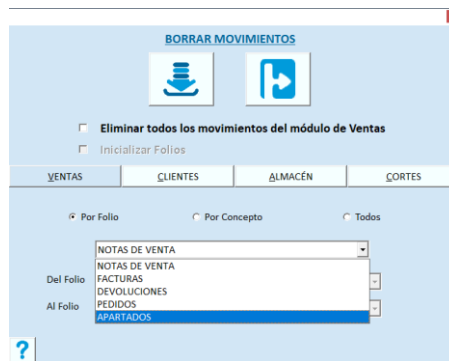 BORRAR MOVIMIENTOS
Eliminar todos los movimientos del módulo de Ventas
Inicializar Folios
VENTAS CLIENTES ALMACÉN CORTES
Por Folio Por Concepto Todos
NOTAS DE VENTA
NOTAS DE VENTA
Del Folio FACTURAS
DEVOLUCIONES
Al Folio PEDIDOS
APARTADOS
?